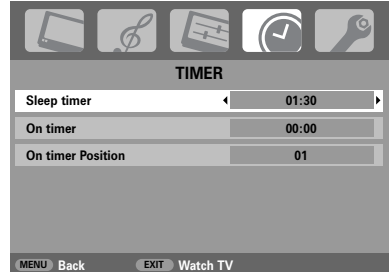 TIMER
Sleep timer 01:30
On timer 00:00
On timer Position 01
MENU Back EXIT Watch TV